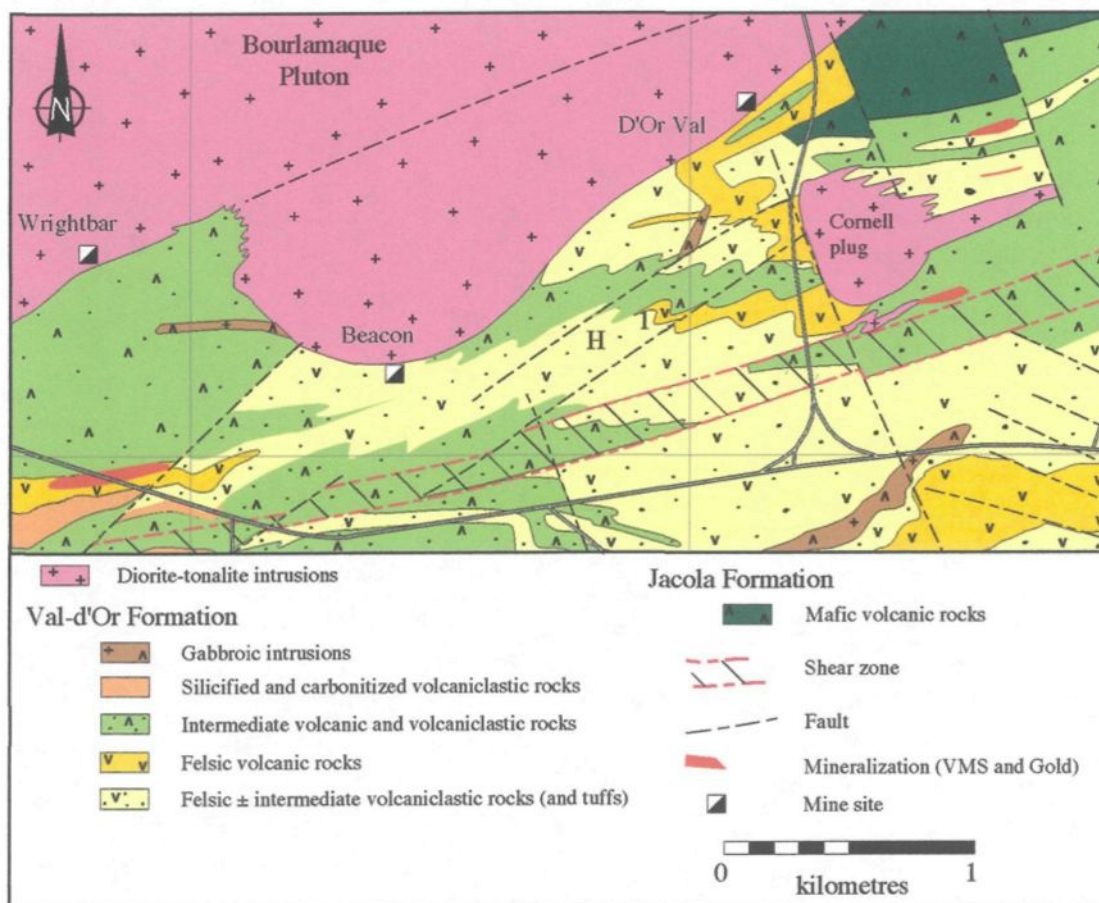 Bourlamaque
Pluton
N
D'Or Val
Wrightbar
Cornell
plug
Beacon
H
I
Diorite-tonalite intrusions
Val-d'Or Formation
Gabbroic intrusions
Silicified and carbonitized volcaniclastic rocks
Intermediate volcanic and volcaniclastic rocks
Felsic volcanic rocks
Felsic ± intermediate volcaniclastic rocks (and tuffs)
Jacola Formation
Mafic volcanic rocks
Shear zone
Fault
Mineralization (VMS and Gold)
Mine site
0 1
kilometres